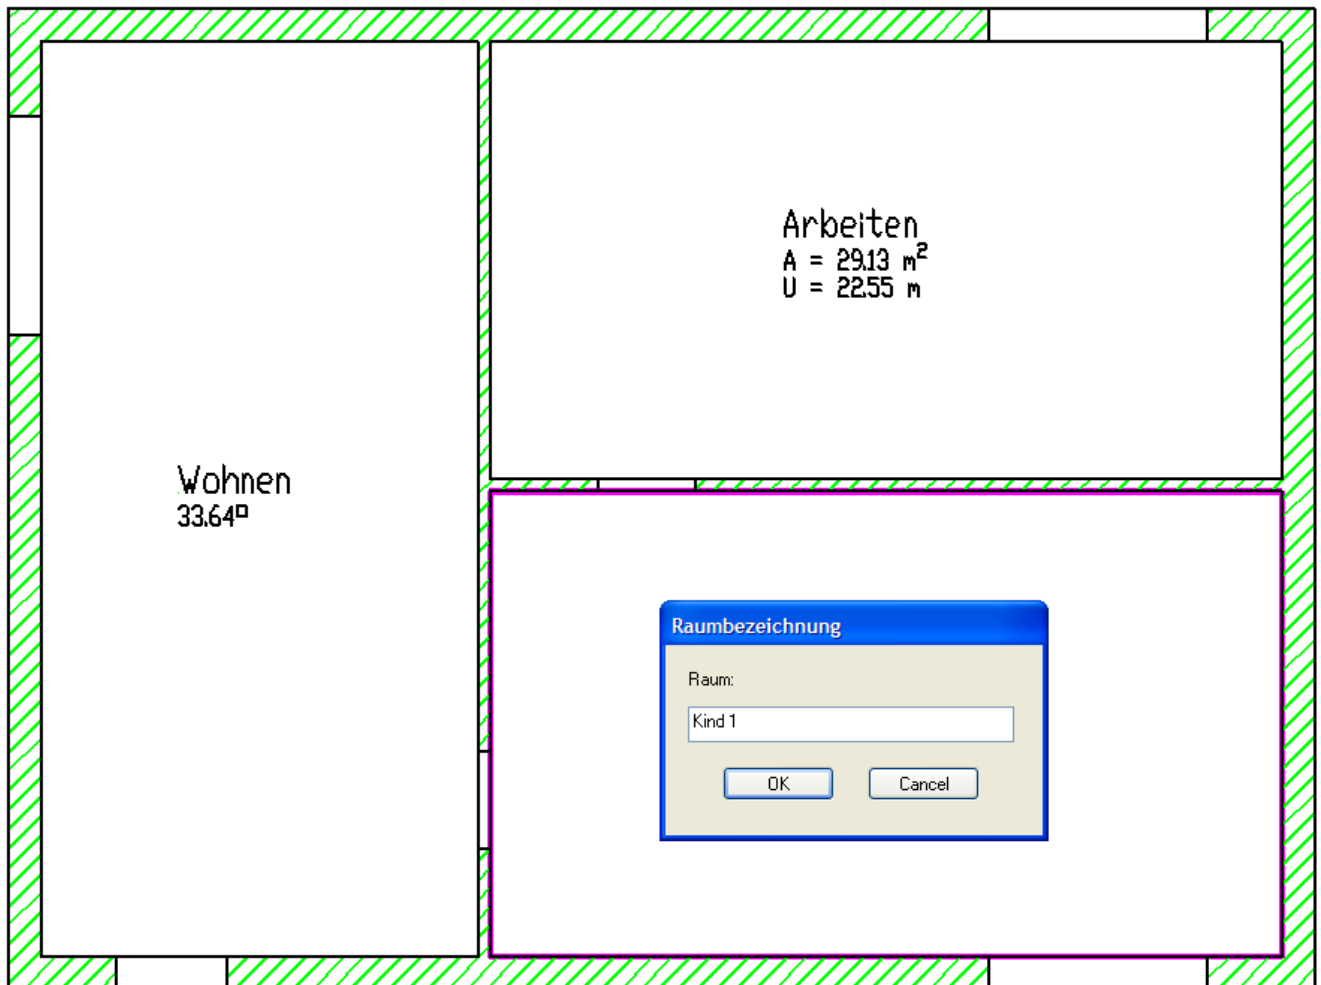 Arbeiten
A = 29.13 m²
U = 22.55 m
Wohnen
33.64□
Raumbezeichnung
Raum:
Kind 1
OK Cancel